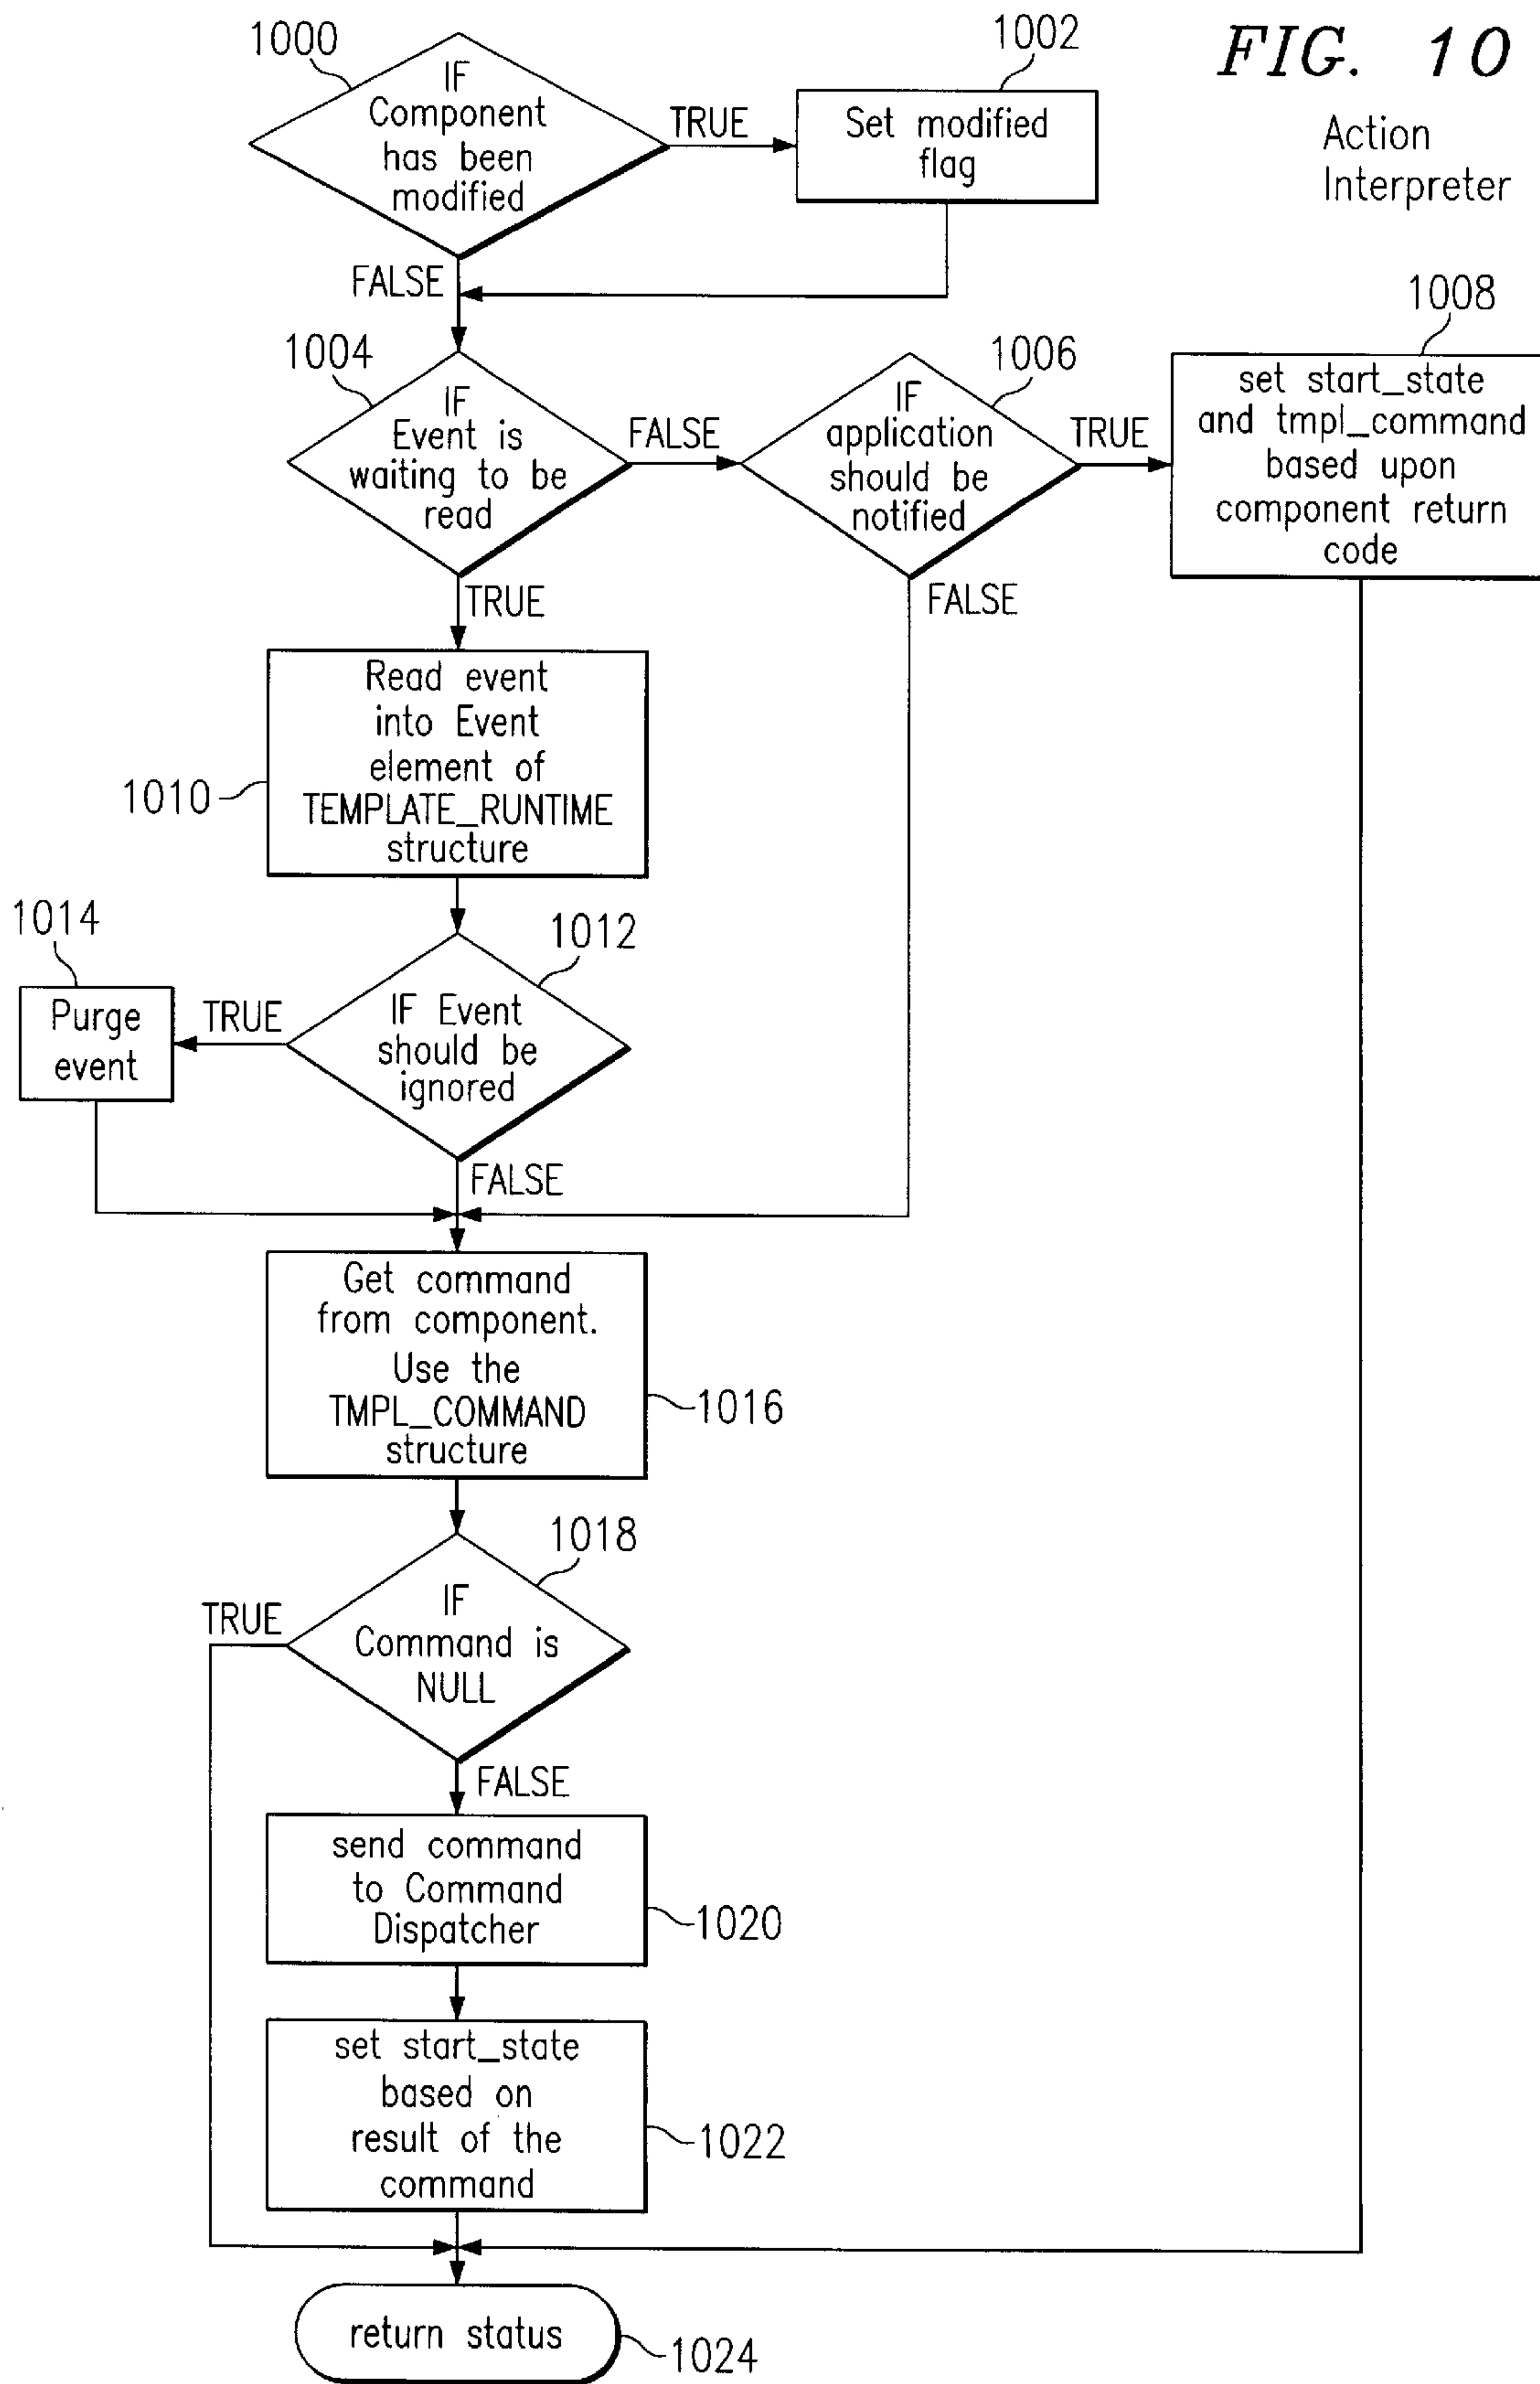 FIG. 10
Action
Interpreter
1000
IF
Component
has been
modified
TRUE
1002
Set modified
flag
FALSE
1004
IF
Event is
waiting to be
read
FALSE
1006
IF
application
should be
notified
TRUE
1008
set start_state
and tmpl_command
based upon
component return
code
TRUE
FALSE
1010
Read event
into Event
element of
TEMPLATE_RUNTIME
structure
1014
Purge
event
TRUE
1012
IF Event
should be
ignored
FALSE
Get command
from component.
Use the
TMPL_COMMAND
structure
1016
1018
TRUE
IF
Command is
NULL
FALSE
send command
to Command
Dispatcher
1020
set start_state
based on
result of the
command
1022
return status
1024